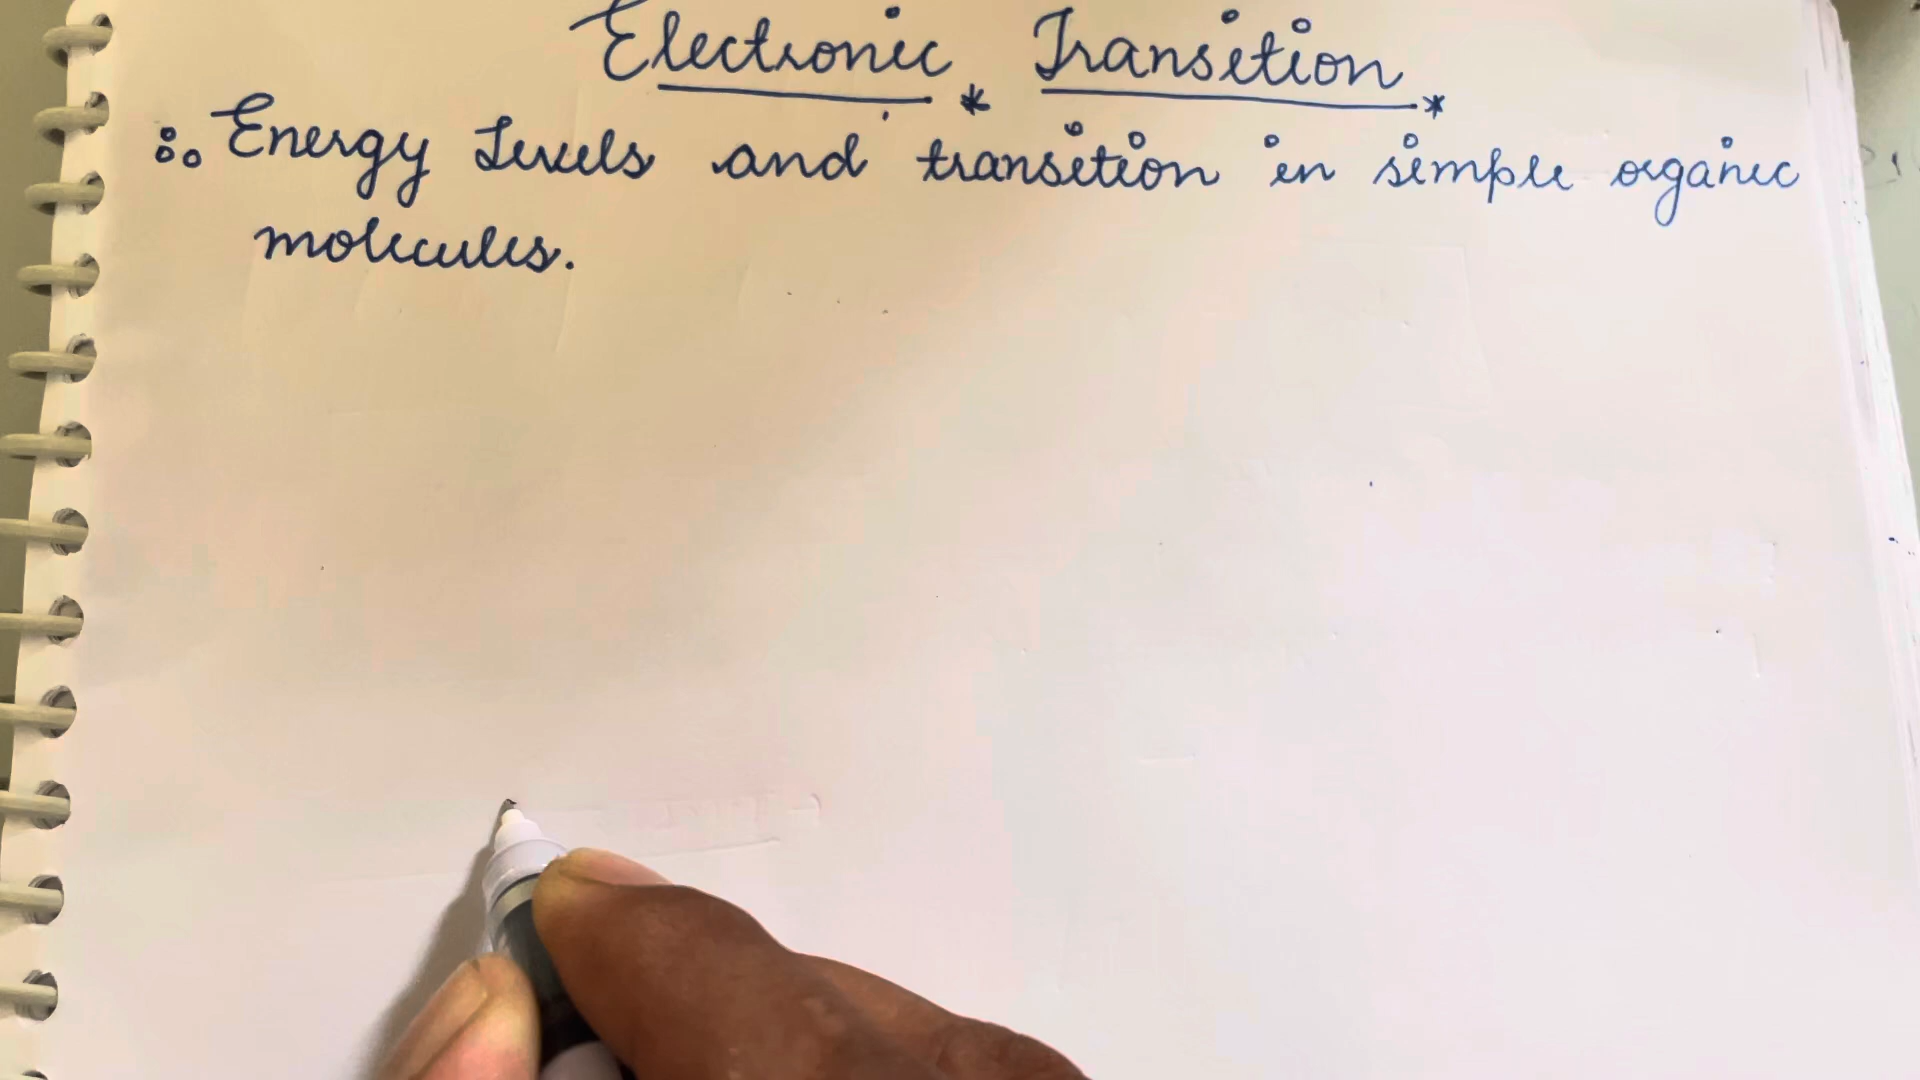 Electronic Transition
Energy Levels and transition in simple organic
molecules.